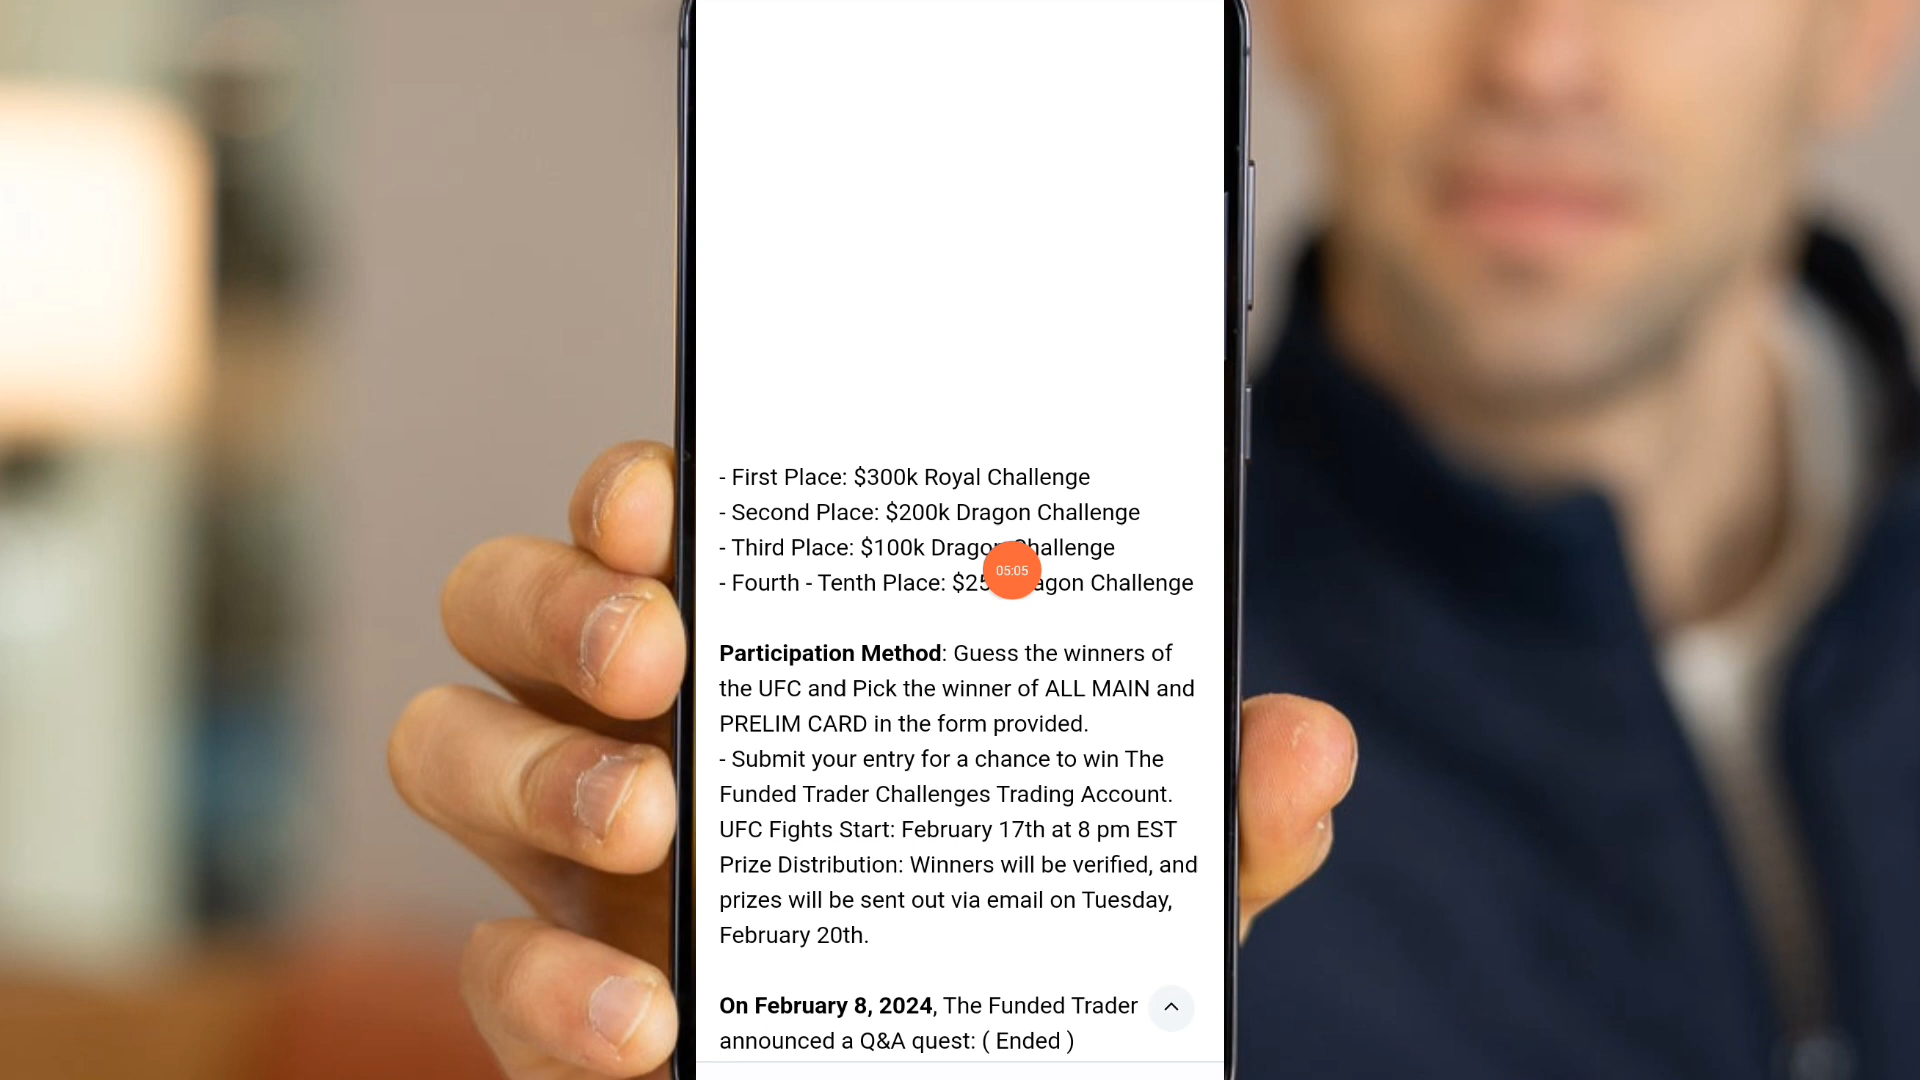 - First Place: $300k Royal Challenge
- Second Place: $200k Dragon Challenge
- Third Place: $100k Challenge
05:05
- Fourth - Tenth Place: Challenge
Participation Method: Guess the winners of
the UFC and Pick the winner of ALL MAIN and
PRELIM CARD in the form provided.
- Submit your entry for a chance to win The
Funded Trader Challenges Trading Account.
UFC Fights Start: February 17th at 8 pm EST
Prize Distribution: Winners will be verified, and
prizes will be sent out via email on Tuesday,
February 20th.
On February 8, 2024, The Funded Trader
announced a Q&A quest: ( Ended )